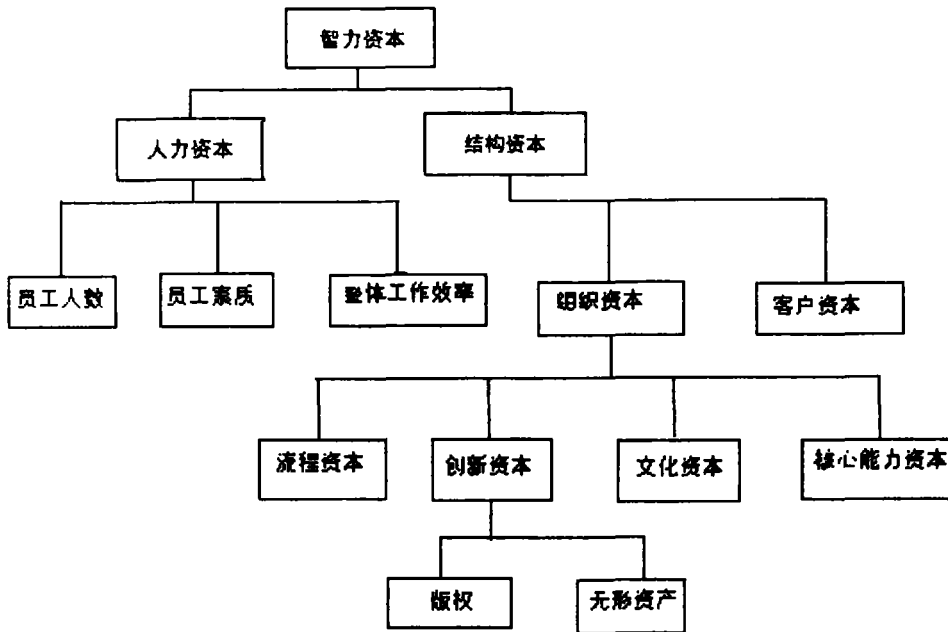 智力资本
人力资本
结构资本
员工人数
员工素质
整体工作效率
组织资本
客户资本
流程资本
创新资本
文化资本
核心能力资本
版权
无形资产